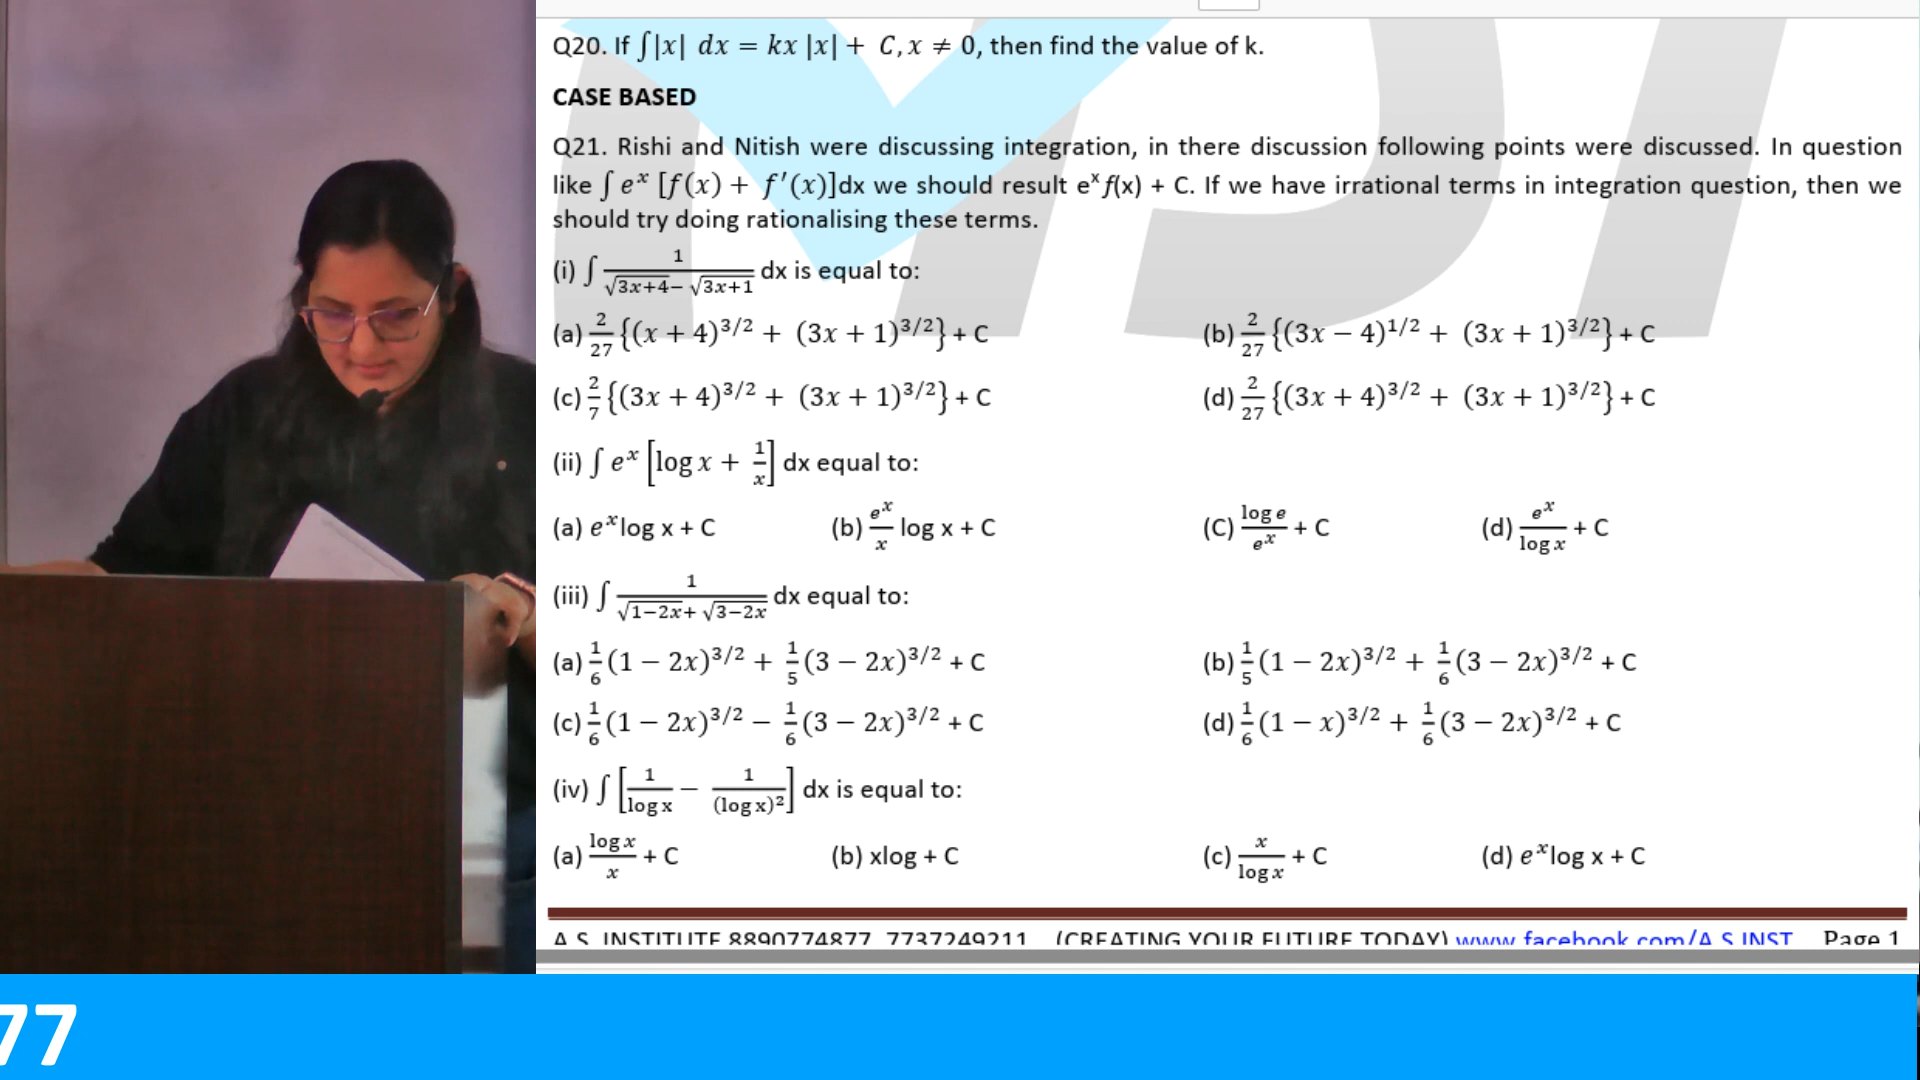 Q20. If ∫|x| dx = kx |x| + C, x ≠ 0, then find the value of k.
CASE BASED
Q21. Rishi and Nitish were discussing integration, in there discussion following points were discussed. In question
like ∫ e^x [f(x) + f'(x)]dx we should result e^x f(x) + C. If we have irrational terms in integration question, then we
should try doing rationalising these terms.
(i) ∫ 1/(√(3x+4) − √(3x+1)) dx is equal to:
(a) 2/27 {(x + 4)^3/2 + (3x + 1)^3/2} + C (b) 2/27 {(3x − 4)^1/2 + (3x + 1)^3/2} + C
(c) 2/7 {(3x + 4)^3/2 + (3x + 1)^3/2} + C (d) 2/27 {(3x + 4)^3/2 + (3x + 1)^3/2} + C
(ii) ∫ e^x [log x + 1/x] dx equal to:
(a) e^x log x + C (b) e^x/x log x + C (C) log e/e^x + C (d) e^x/log x + C
(iii) ∫ 1/(√(1−2x) + √(3−2x)) dx equal to:
(a) 1/6 (1 − 2x)^3/2 + 1/5 (3 − 2x)^3/2 + C (b) 1/5 (1 − 2x)^3/2 + 1/6 (3 − 2x)^3/2 + C
(c) 1/6 (1 − 2x)^3/2 − 1/6 (3 − 2x)^3/2 + C (d) 1/6 (1 − x)^3/2 + 1/6 (3 − 2x)^3/2 + C
(iv) ∫ [1/log x − 1/(log x)^2] dx is equal to:
(a) log x/x + C (b) xlog + C (c) x/log x + C (d) e^x log x + C
A.S. INSTITUTE 8890774877, 7737249211 (CREATING YOUR FUTURE TODAY) www.facebook.com/A.S.INST Page 1
77